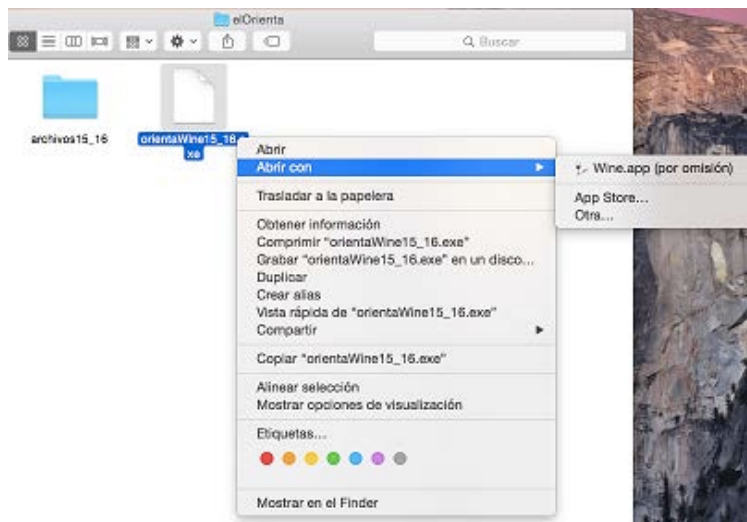 elOrienta
Buscar
archivos15_16
orientaWine15_16.e
xe
Abrir
Abrir con
Wine.app (por omisión)
App Store...
Otra...
Trasladar a la papelera
Obtener información
Comprimir "orientaWine15_16.exe"
Grabar "orientaWine15_16.exe" en un disco...
Duplicar
Crear alias
Vista rápida de "orientaWine15_16.exe"
Compartir
Copiar "orientaWine15_16.exe"
Alinear selección
Mostrar opciones de visualización
Etiquetas...
Mostrar en el Finder